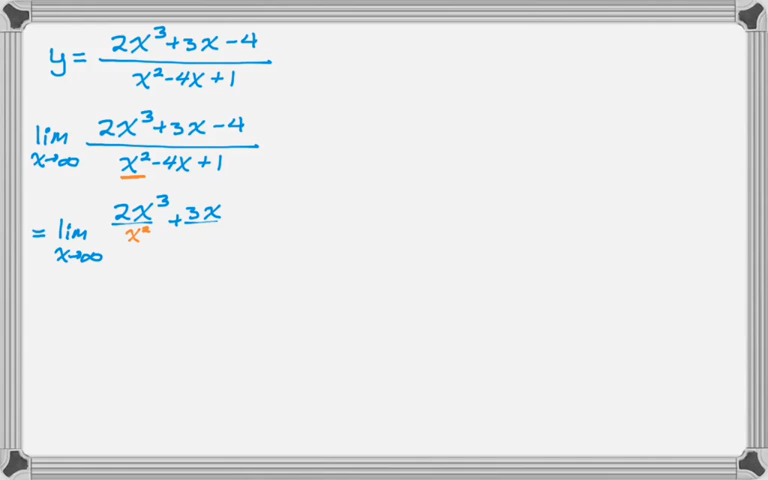 y = (2x³+3x-4)/(x²-4x+1)
lim x→∞ (2x³+3x-4)/(x²-4x+1)
= lim x→∞ 2x³/x² + 3x